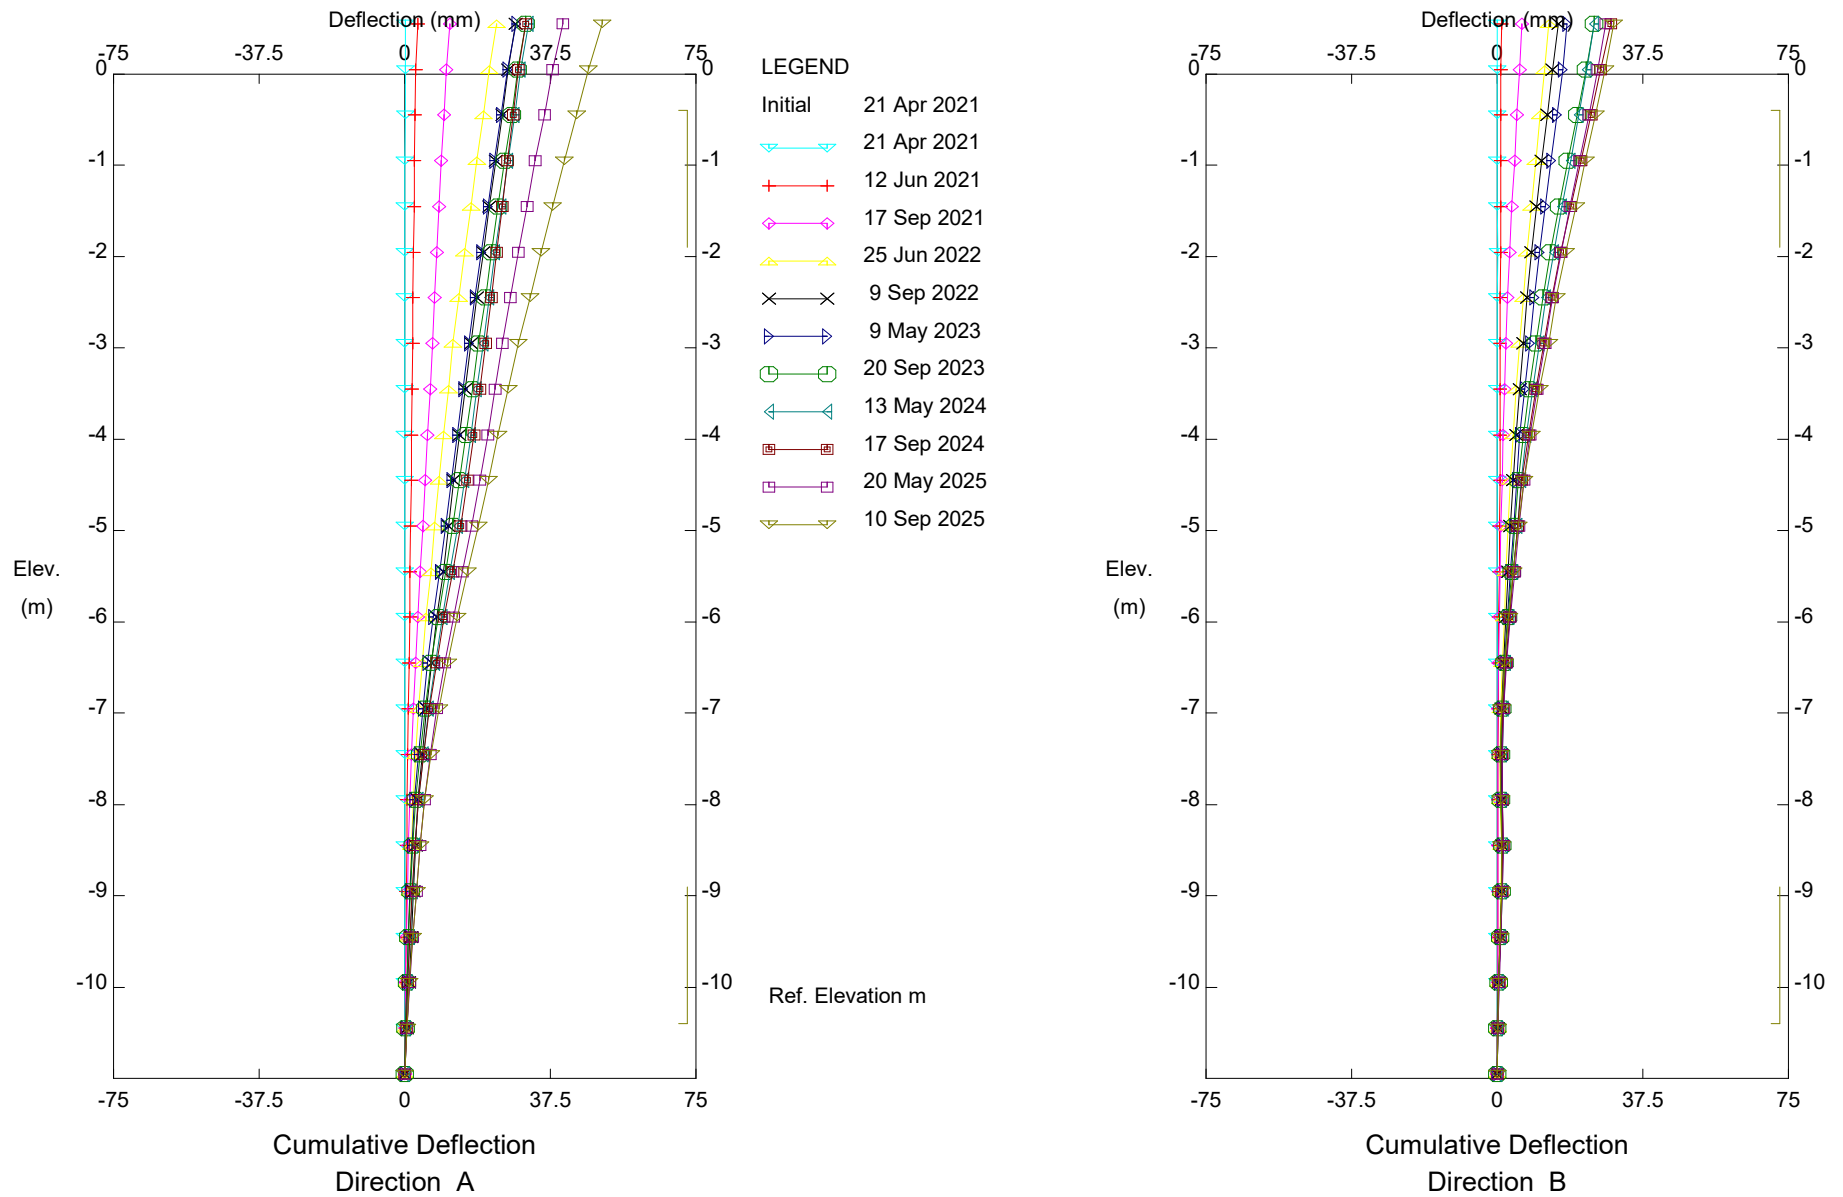 Deflection (mm)
-75 -37.5 0 37.5 75
0 0
-1 -1
-2 -2
-3 -3
-4 -4
-5 -5
-6 -6
-7 -7
-8 -8
-9 -9
-10 -10
Elev.
(m)
-75 -37.5 0 37.5 75
Cumulative Deflection
Direction A
LEGEND
Initial 21 Apr 2021
21 Apr 2021
12 Jun 2021
17 Sep 2021
25 Jun 2022
9 Sep 2022
9 May 2023
20 Sep 2023
13 May 2024
17 Sep 2024
20 May 2025
10 Sep 2025
Ref. Elevation m
Deflection (mm)
-75 -37.5 0 37.5 75
0 0
-1 -1
-2 -2
-3 -3
-4 -4
-5 -5
-6 -6
-7 -7
-8 -8
-9 -9
-10 -10
Elev.
(m)
-75 -37.5 0 37.5 75
Cumulative Deflection
Direction B